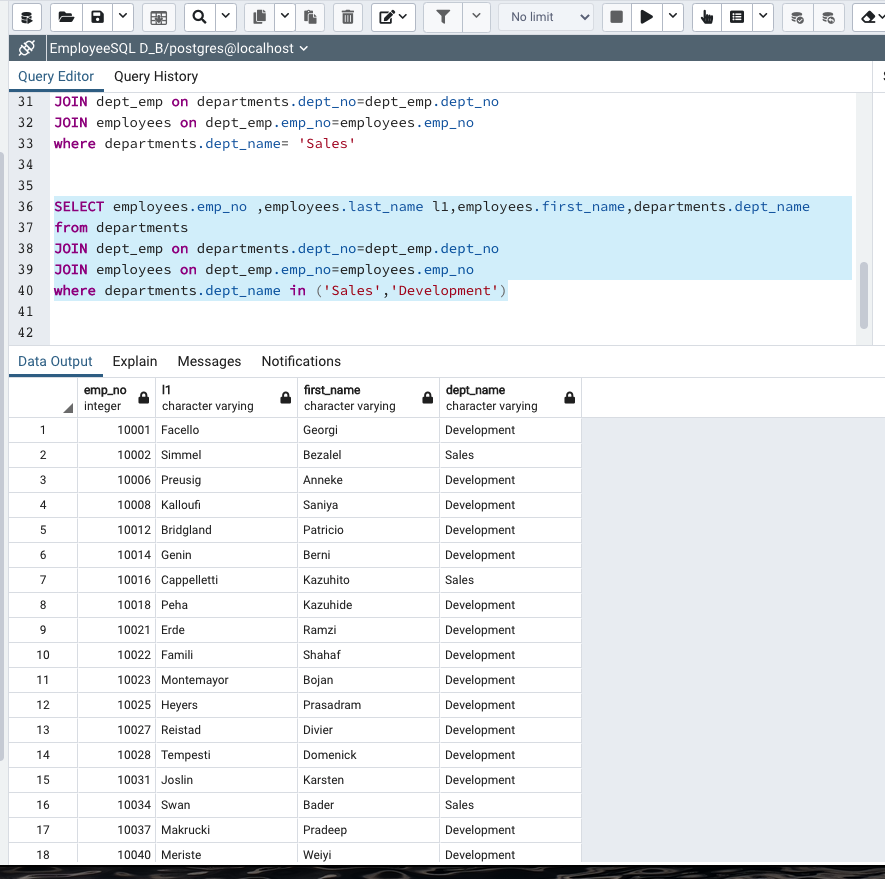 No limit
EmployeeSQL D_B/postgres@localhost
Query Editor Query History
31 JOIN dept_emp on departments.dept_no=dept_emp.dept_no
32 JOIN employees on dept_emp.emp_no=employees.emp_no
33 where departments.dept_name= 'Sales'
34
35
36 SELECT employees.emp_no ,employees.last_name l1,employees.first_name,departments.dept_name
37 from departments
38 JOIN dept_emp on departments.dept_no=dept_emp.dept_no
39 JOIN employees on dept_emp.emp_no=employees.emp_no
40 where departments.dept_name in ('Sales','Development')
41
42
Data Output Explain Messages Notifications
emp_no l1 first_name dept_name
integer character varying character varying character varying
1 10001 Facello Georgi Development
2 10002 Simmel Bezalel Sales
3 10006 Preusig Anneke Development
4 10008 Kalloufi Saniya Development
5 10012 Bridgland Patricio Development
6 10014 Genin Berni Development
7 10016 Cappelletti Kazuhito Sales
8 10018 Peha Kazuhide Development
9 10021 Erde Ramzi Development
10 10022 Famili Shahaf Development
11 10023 Montemayor Bojan Development
12 10025 Heyers Prasadram Development
13 10027 Reistad Divier Development
14 10028 Tempesti Domenick Development
15 10031 Joslin Karsten Development
16 10034 Swan Bader Sales
17 10037 Makrucki Pradeep Development
18 10040 Meriste Weiyi Development